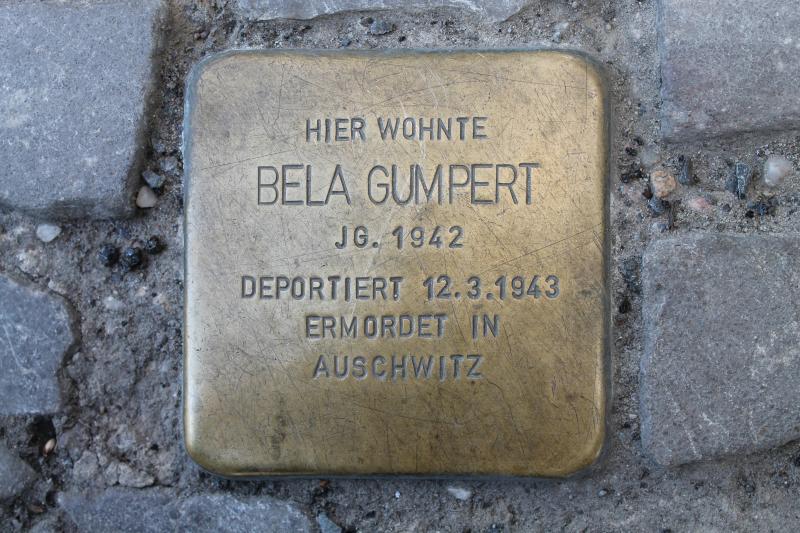 HIER WOHNTE
BELA GUMPERT
JG. 1942
DEPORTIERT 12.3.1943
ERMORDET IN
AUSCHWITZ